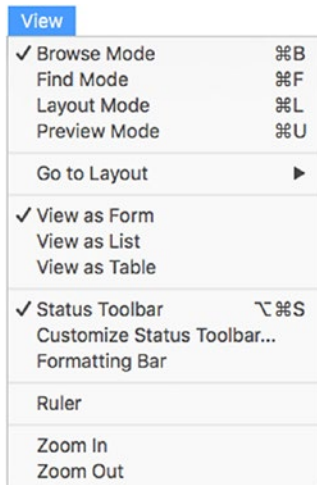 View
✓ Browse Mode ⌘B
Find Mode ⌘F
Layout Mode ⌘L
Preview Mode ⌘U
Go to Layout ▶
✓ View as Form
View as List
View as Table
✓ Status Toolbar ⌥⌘S
Customize Status Toolbar...
Formatting Bar
Ruler
Zoom In
Zoom Out